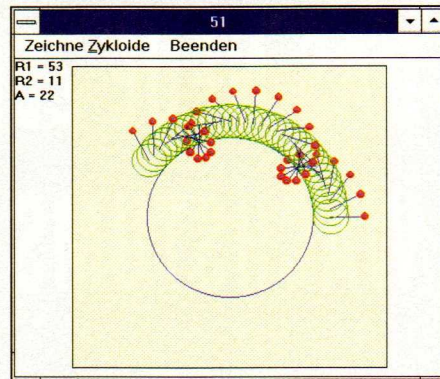 51
Zeichne Zykloide Beenden
R1 = 53
R2 = 11
A = 22